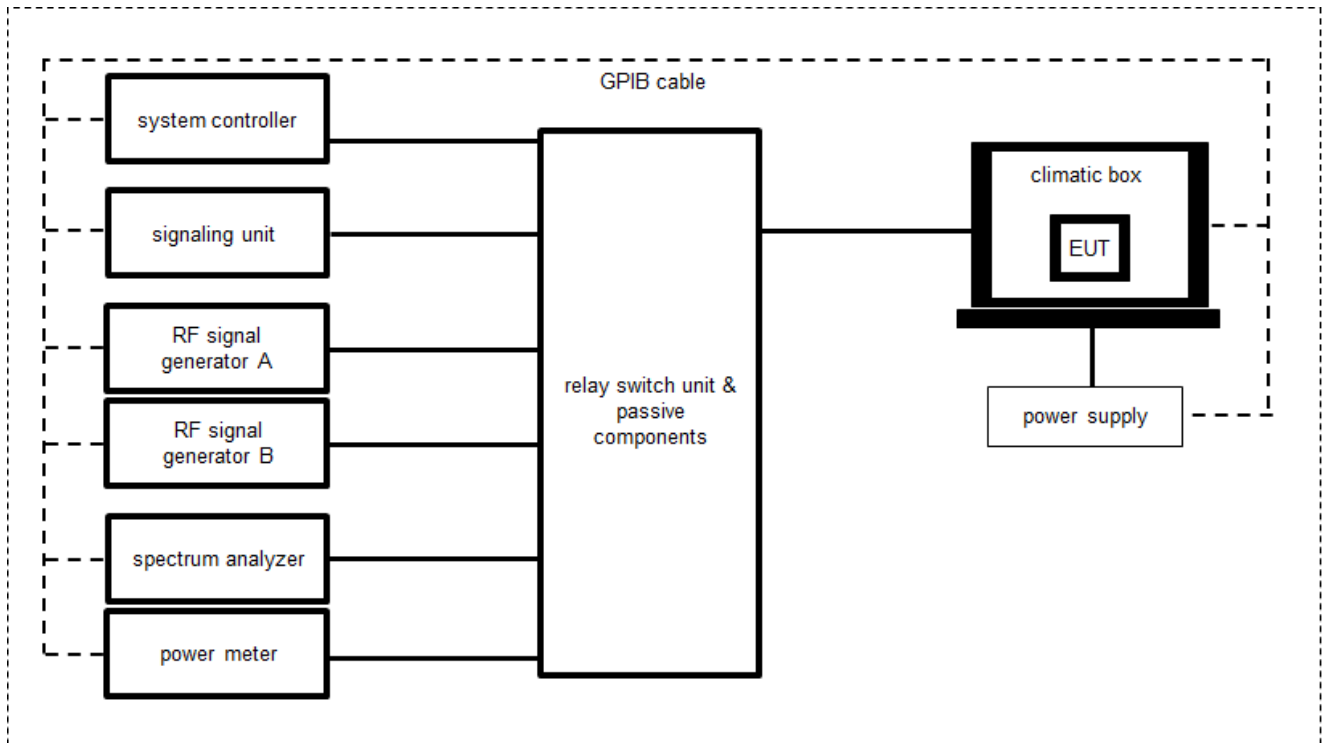 GPIB cable
system controller
signaling unit
RF signal
generator A
RF signal
generator B
spectrum analyzer
power meter
relay switch unit &
passive
components
climatic box
EUT
power supply